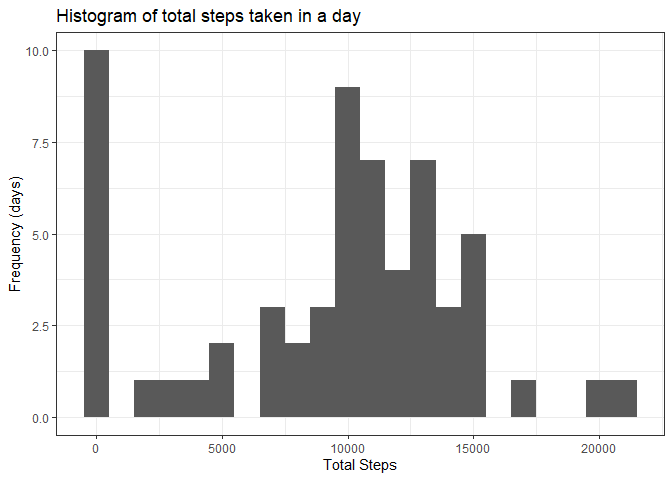 Histogram of total steps taken in a day
10.0
7.5
5.0
2.5
0.0
Frequency (days)
0 5000 10000 15000 20000
Total Steps